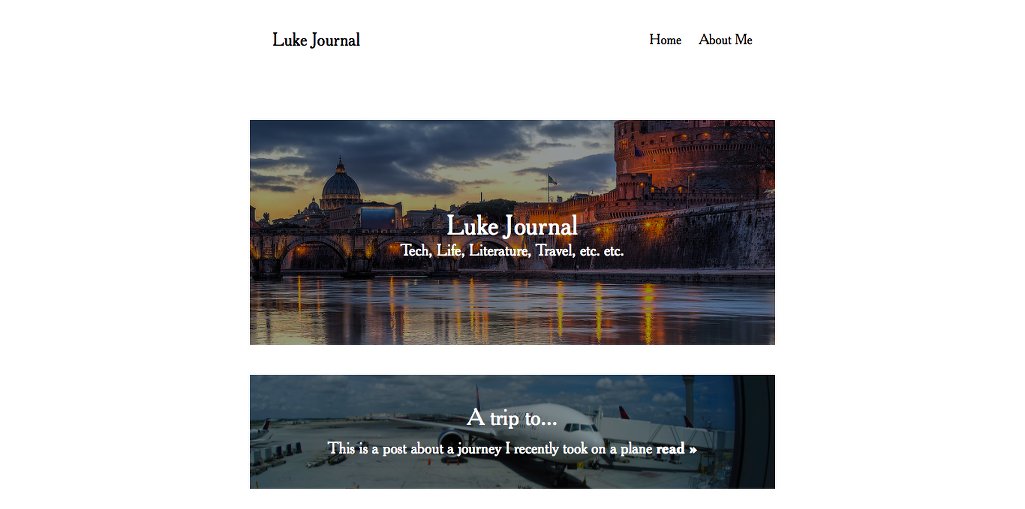 Luke Journal
Home About Me
Luke Journal
Tech, Life, Literature, Travel, etc. etc.
A trip to...
This is a post about a journey I recently took on a plane read »